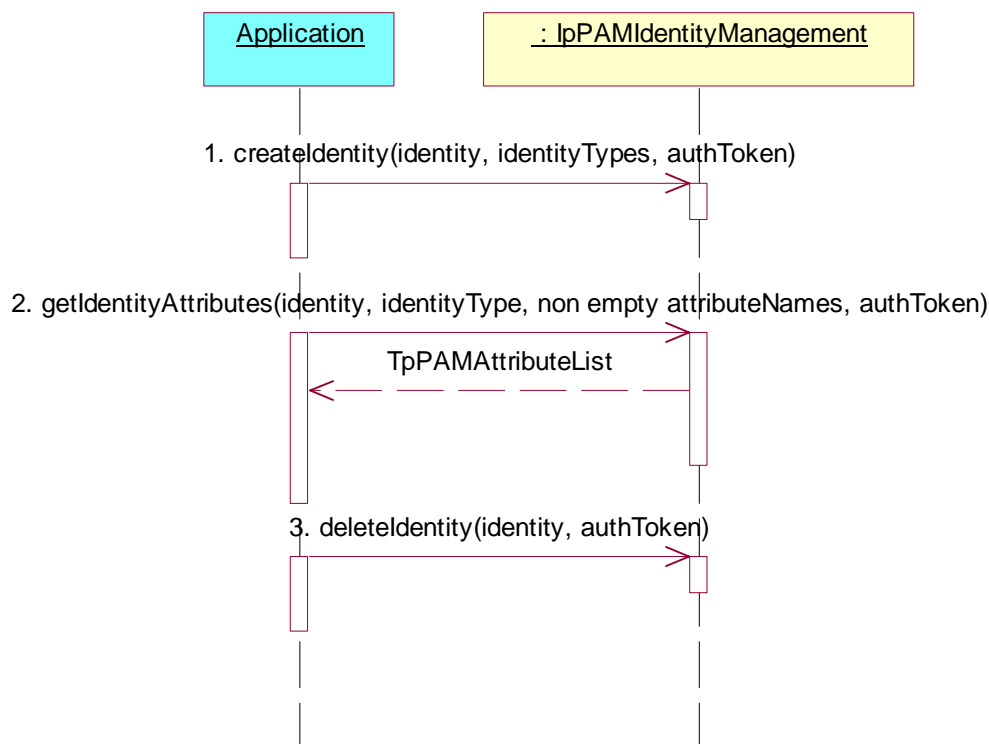 Application
: IpPAMIdentityManagement
1. createIdentity(identity, identityTypes, authToken)
2. getIdentityAttributes(identity, identityType, non empty attributeNames, authToken)
TpPAMAttributeList
3. deleteIdentity(identity, authToken)